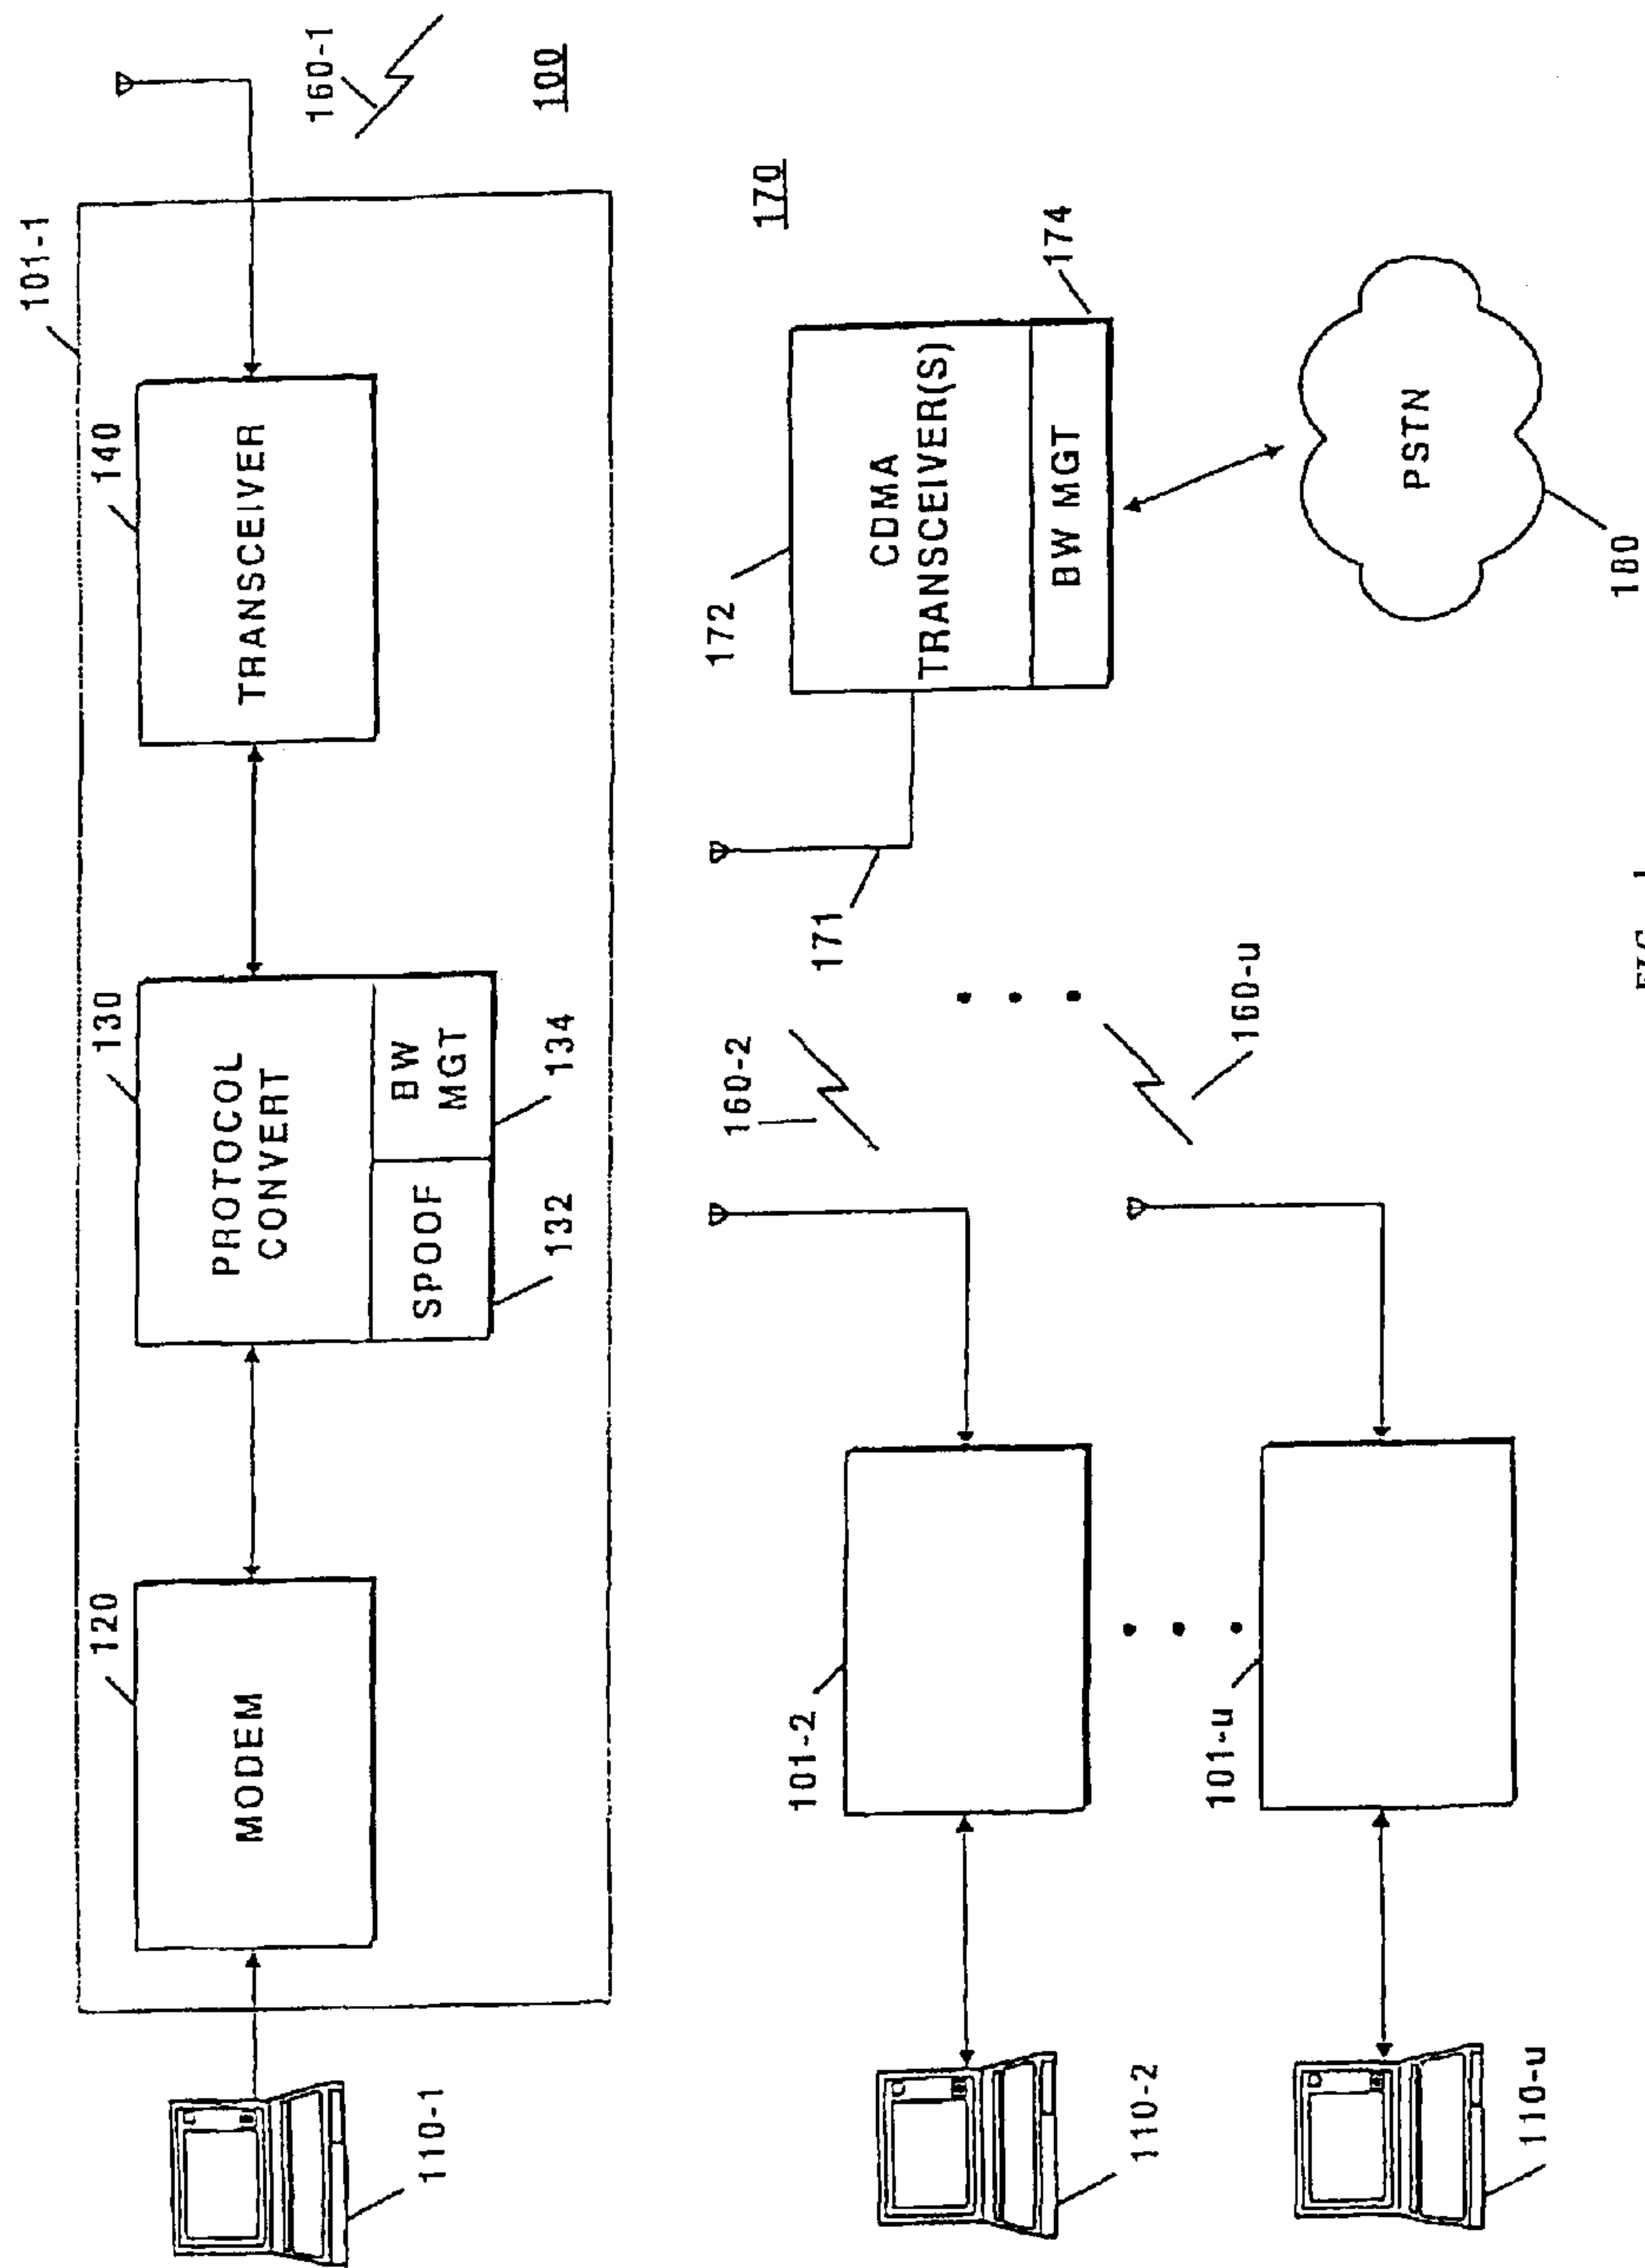 101-1
120
130
140
MODEM
PROTOCOL
CONVERT
TRANSCEIVER
SPOOF
BW
MGT
160-1
110-1
132
134
100
172
170
160-2
101-2
171
CDMA
TRANSCEIVER(S)
BW MGT
174
110-2
101-u
160-u
PSTN
110-u
180
FIG. 1